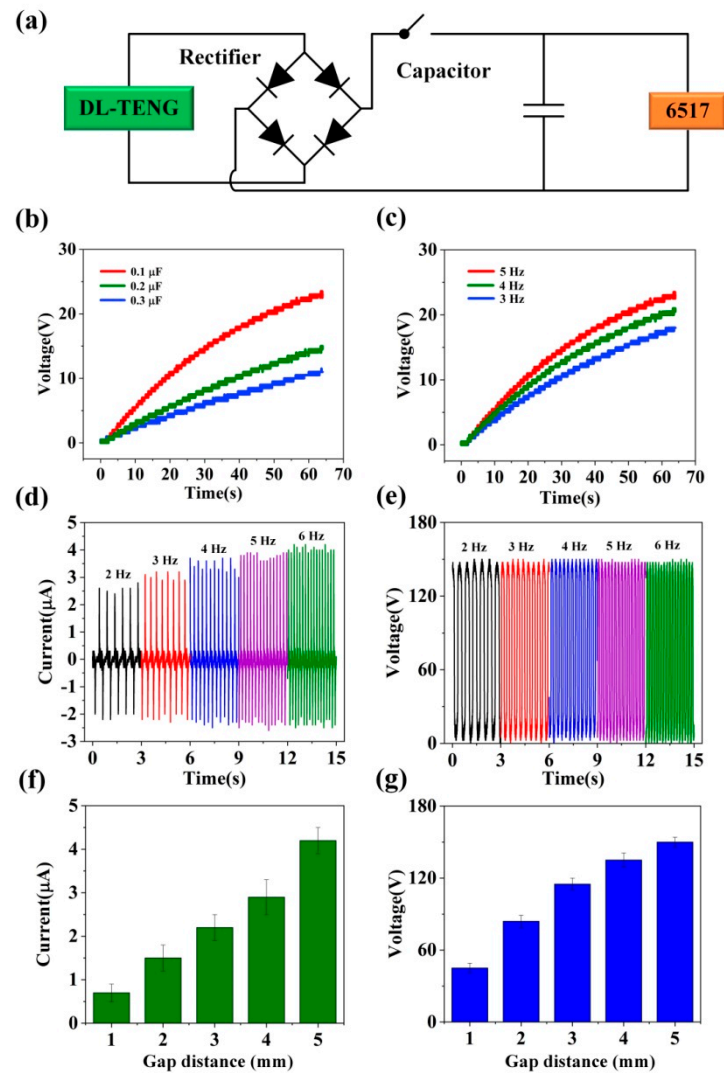 (a)
Rectifier
Capacitor
DL-TENG
6517
(b)
30
20
10
0
Voltage(V)
0.1 μF
0.2 μF
0.3 μF
0 10 20 30 40 50 60 70
Time(s)
(c)
30
20
10
0
Voltage(V)
5 Hz
4 Hz
3 Hz
0 10 20 30 40 50 60 70
Time(s)
(d)
5
4
3
2
1
0
-1
-2
-3
Current(μA)
2 Hz 3 Hz 4 Hz 5 Hz 6 Hz
0 3 6 9 12 15
Time(s)
(e)
180
120
60
0
Voltage(V)
2 Hz 3 Hz 4 Hz 5 Hz 6 Hz
0 3 6 9 12 15
Time(s)
(f)
5
4
3
2
1
0
Current(μA)
1 2 3 4 5
Gap distance (mm)
(g)
180
120
60
0
Voltage(V)
1 2 3 4 5
Gap distance (mm)